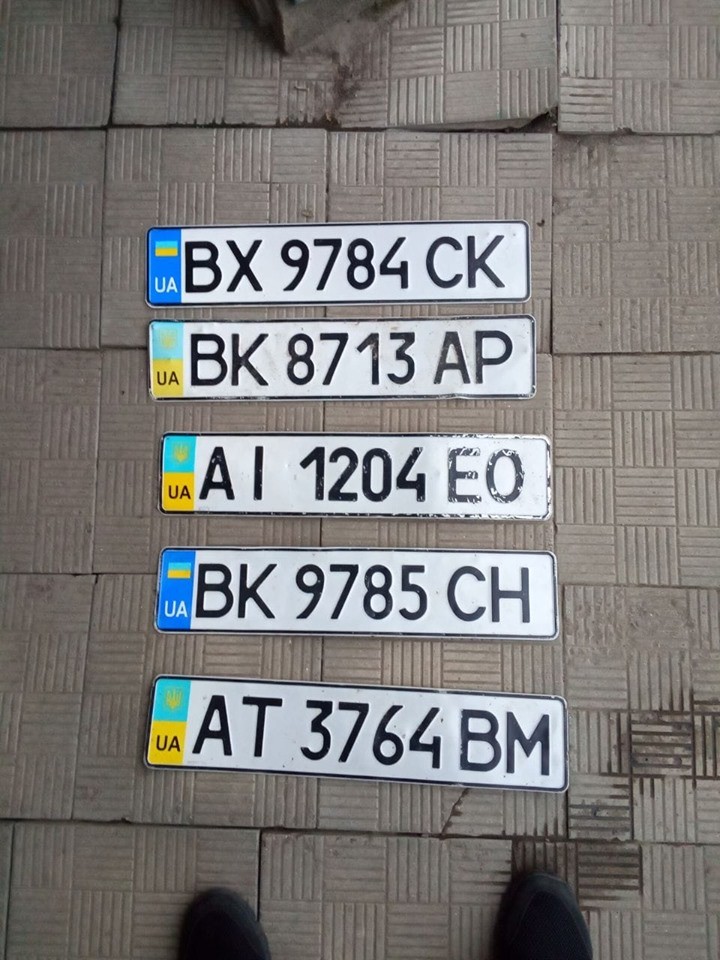 UA BX 9784 CK
UA BK 8713 AP
UA AI 1204 EO
UA BK 9785 CH
UA AT 3764 BM